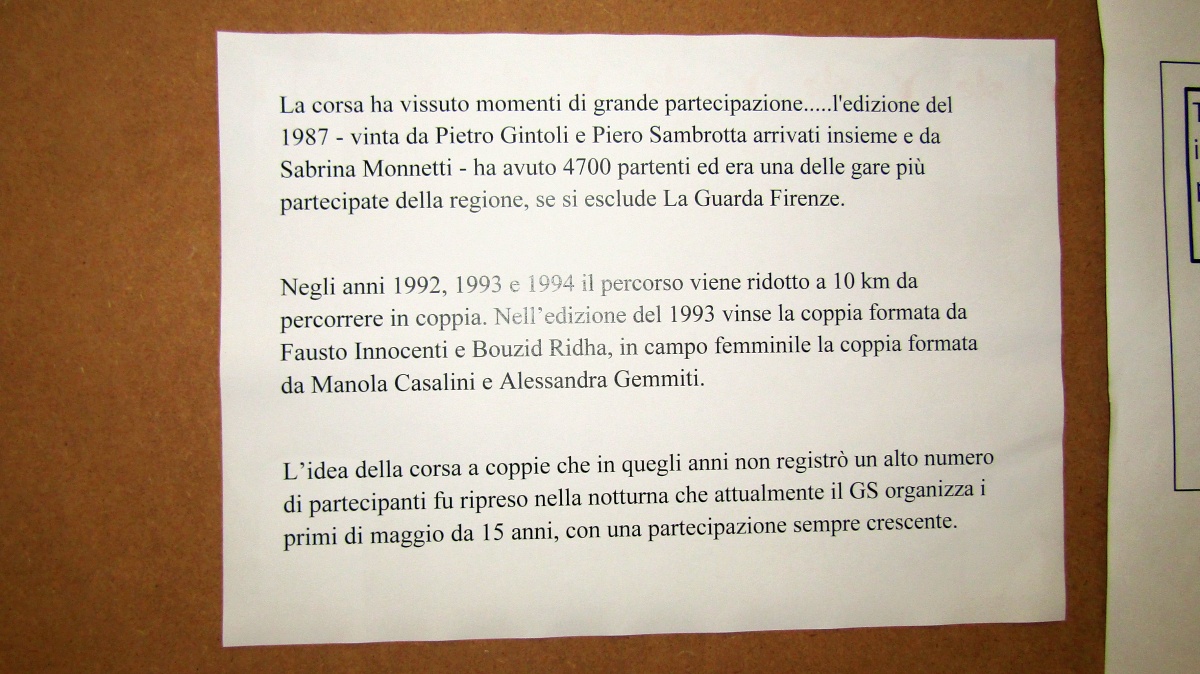 La corsa ha vissuto momenti di grande partecipazione.....l'edizione del
1987 - vinta da Pietro Gintoli e Piero Sambrotta arrivati insieme e da
Sabrina Monnetti - ha avuto 4700 partenti ed era una delle gare più
partecipate della regione, se si esclude La Guarda Firenze.
Negli anni 1992, 1993 e 1994 il percorso viene ridotto a 10 km da
percorrere in coppia. Nell’edizione del 1993 vinse la coppia formata da
Fausto Innocenti e Bouzid Ridha, in campo femminile la coppia formata
da Manola Casalini e Alessandra Gemmiti.
L’idea della corsa a coppie che in quegli anni non registrò un alto numero
di partecipanti fu ripreso nella notturna che attualmente il GS organizza i
primi di maggio da 15 anni, con una partecipazione sempre crescente.